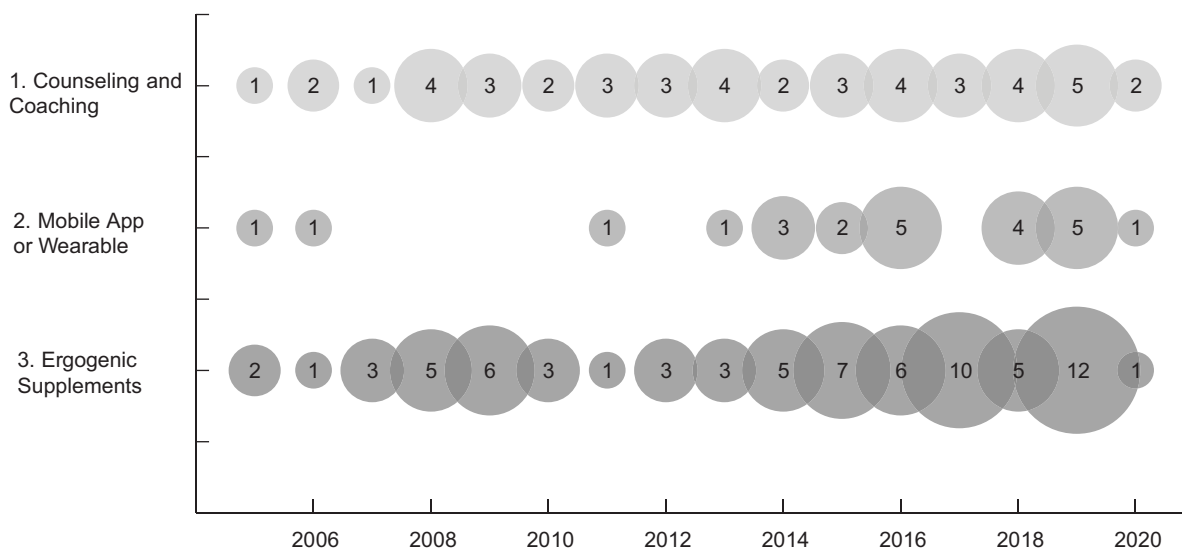 1. Counseling and
Coaching
1 2 1 4 3 2 3 3 4 2 3 4 3 4 5 2
2. Mobile App
or Wearable
1 1 1 1 3 2 5 4 5 1
3. Ergogenic
Supplements
2 1 3 5 6 3 1 3 3 5 7 6 10 5 12 1
2006 2008 2010 2012 2014 2016 2018 2020